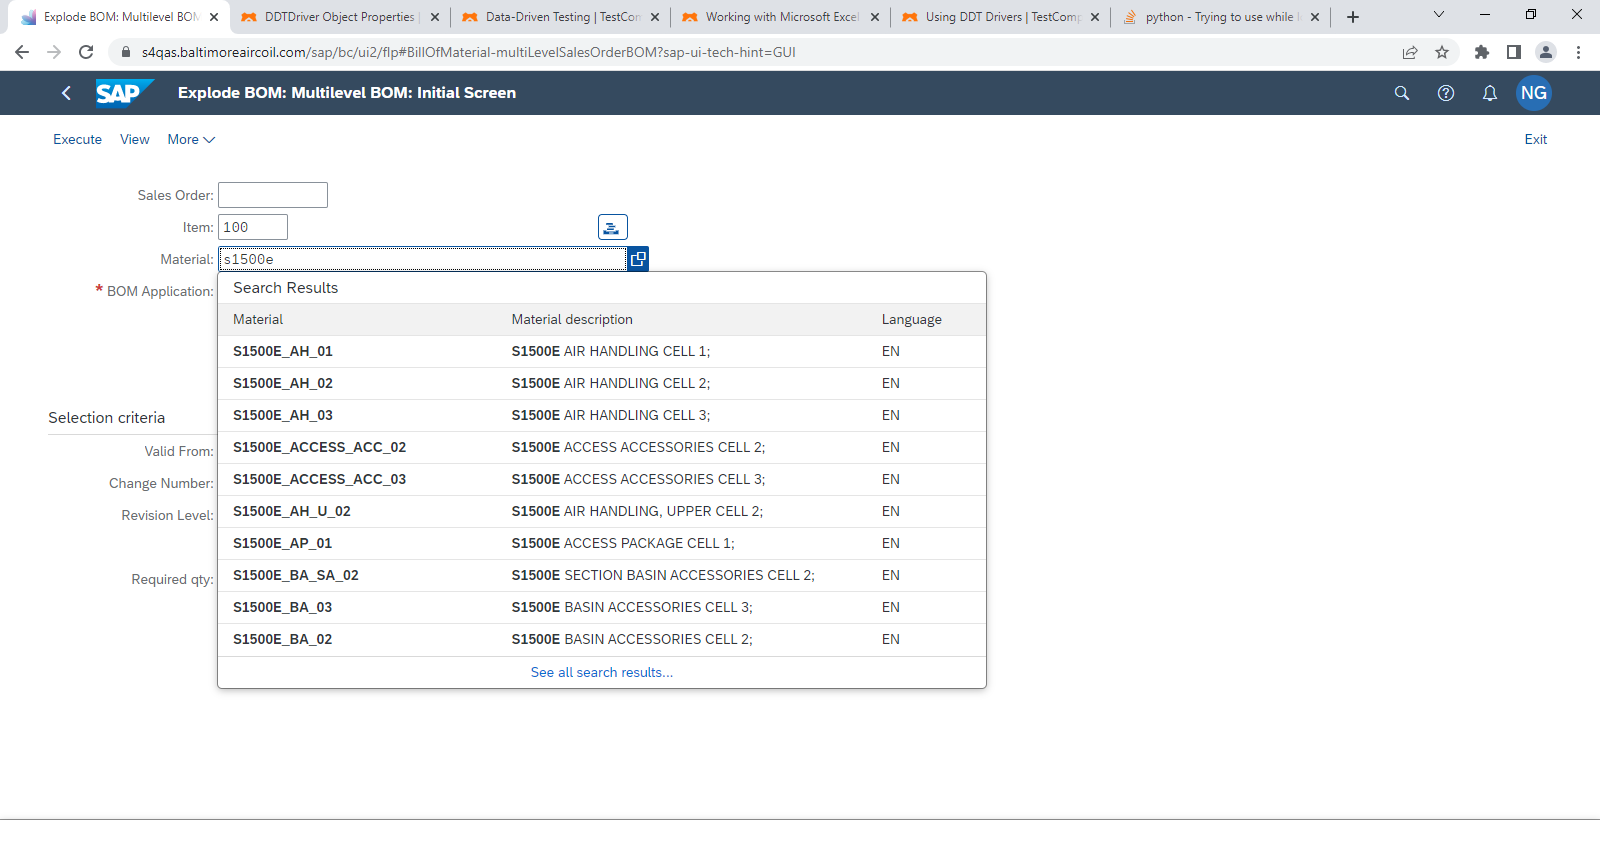 Explode BOM: Multilevel BOM
DDTDriver Object Properties |
Data-Driven Testing | TestCom
Working with Microsoft Excel
Using DDT Drivers | TestComp
python - Trying to use while l
s4qas.baltimoreaircoil.com/sap/bc/ui2/flp#BillOfMaterial-multiLevelSalesOrderBOM?sap-ui-tech-hint=GUI
SAP Explode BOM: Multilevel BOM: Initial Screen NG
Execute View More Exit
Sales Order:
Item: 100
Material: s1500e
* BOM Application:
Search Results
Material Material description Language
S1500E_AH_01 S1500E AIR HANDLING CELL 1; EN
S1500E_AH_02 S1500E AIR HANDLING CELL 2; EN
S1500E_AH_03 S1500E AIR HANDLING CELL 3; EN
S1500E_ACCESS_ACC_02 S1500E ACCESS ACCESSORIES CELL 2; EN
S1500E_ACCESS_ACC_03 S1500E ACCESS ACCESSORIES CELL 3; EN
S1500E_AH_U_02 S1500E AIR HANDLING, UPPER CELL 2; EN
S1500E_AP_01 S1500E ACCESS PACKAGE CELL 1; EN
S1500E_BA_SA_02 S1500E SECTION BASIN ACCESSORIES CELL 2; EN
S1500E_BA_03 S1500E BASIN ACCESSORIES CELL 3; EN
S1500E_BA_02 S1500E BASIN ACCESSORIES CELL 2; EN
See all search results...
Selection criteria
Valid From:
Change Number:
Revision Level:
Required qty: